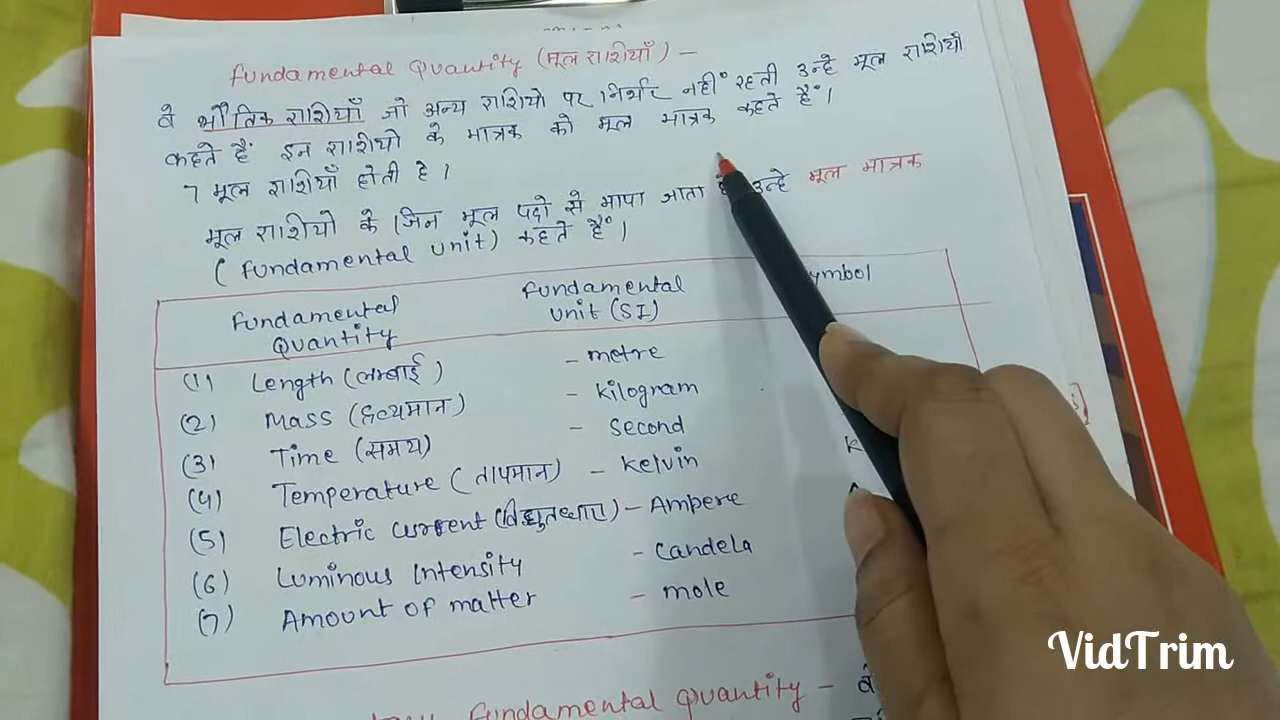 Fundamental Quantity (मूल राशियाँ) –
वे भौतिक राशियाँ जो अन्य राशियो पर निर्भर नहीं रहती उन्हे मूल राशियाँ
कहते हैं इन राशियो के मात्रक को मूल मात्रक कहते हैं।
7 मूल राशियाँ होती हे।
मूल राशियो के जिन मूल पदो से मापा जाता उन्हे मूल मात्रक
(fundamental unit) कहते हैं।
Fundamental Quantity fundamental unit (SI) ymbol
(1) Length (लम्बाई) – metre
(2) Mass (द्रव्यमान) – kilogram
(3) Time (समय) – Second
(4) Temperature (तापमान) – Kelvin K
(5) Electric Current (विद्युतधारा) – Ampere
(6) Luminous Intensity – Candela
(7) Amount of matter – mole
fundamental quantity – वे
VidTrim